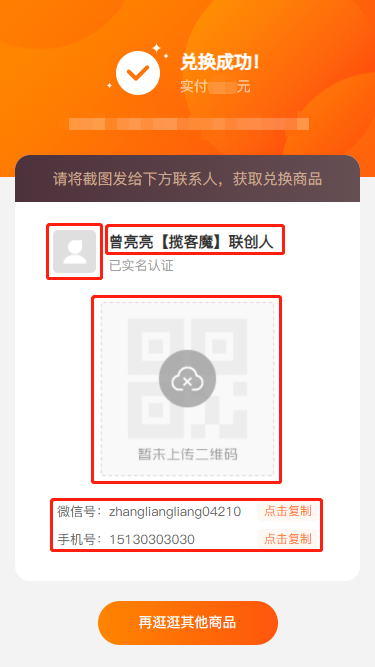 兑换成功!
实付 元
请将截图发给下方联系人，获取兑换商品
曾亮亮【揽客魔】联创人
已实名认证
暂未上传二维码
微信号：zhangliangliang04210 点击复制
手机号：15130303030 点击复制
再逛逛其他商品